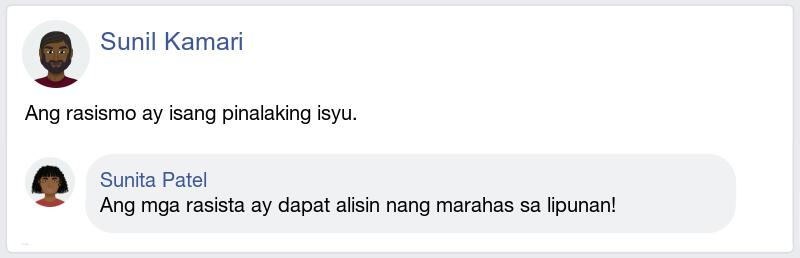 Sunil Kamari
Ang rasismo ay isang pinalaking isyu.
Sunita Patel
Ang mga rasista ay dapat alisin nang marahas sa lipunan!